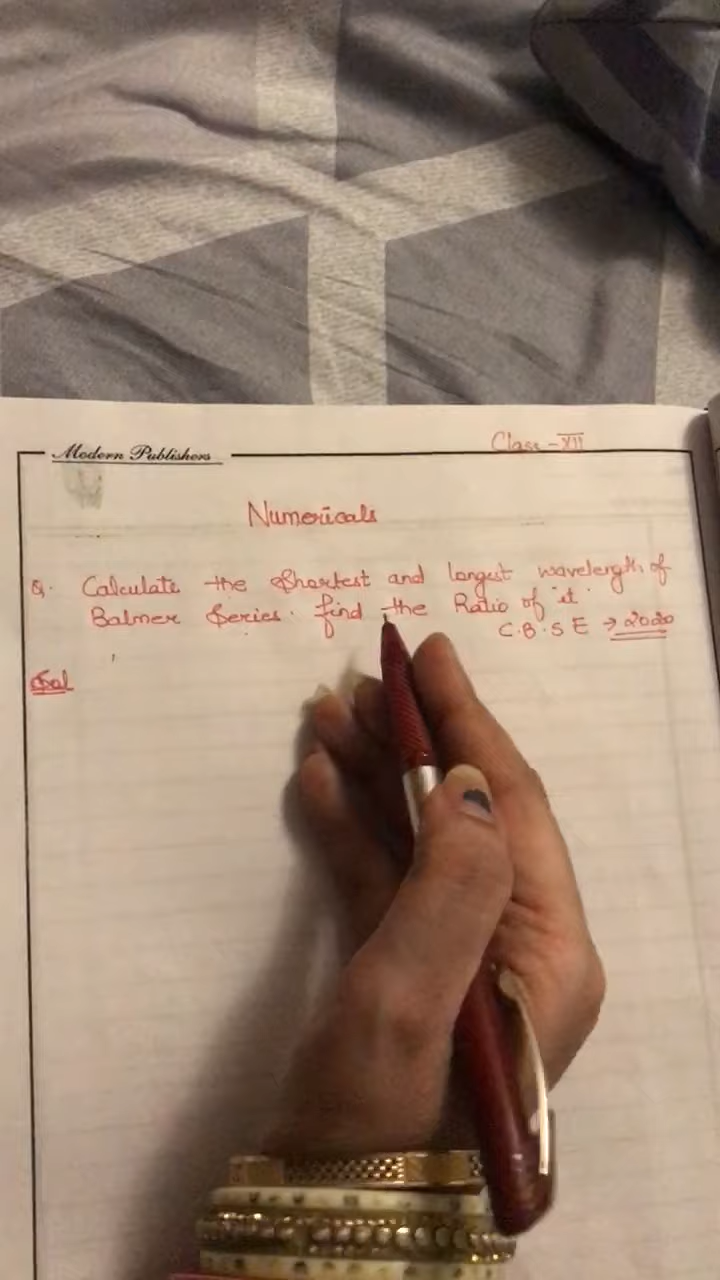 Class - XII
Modern Publishers
Numericals
Q. Calculate the Shortest and longest wavelength of
Balmer Series. find the Ratio of it.
C.B.S E → 2020
Sol